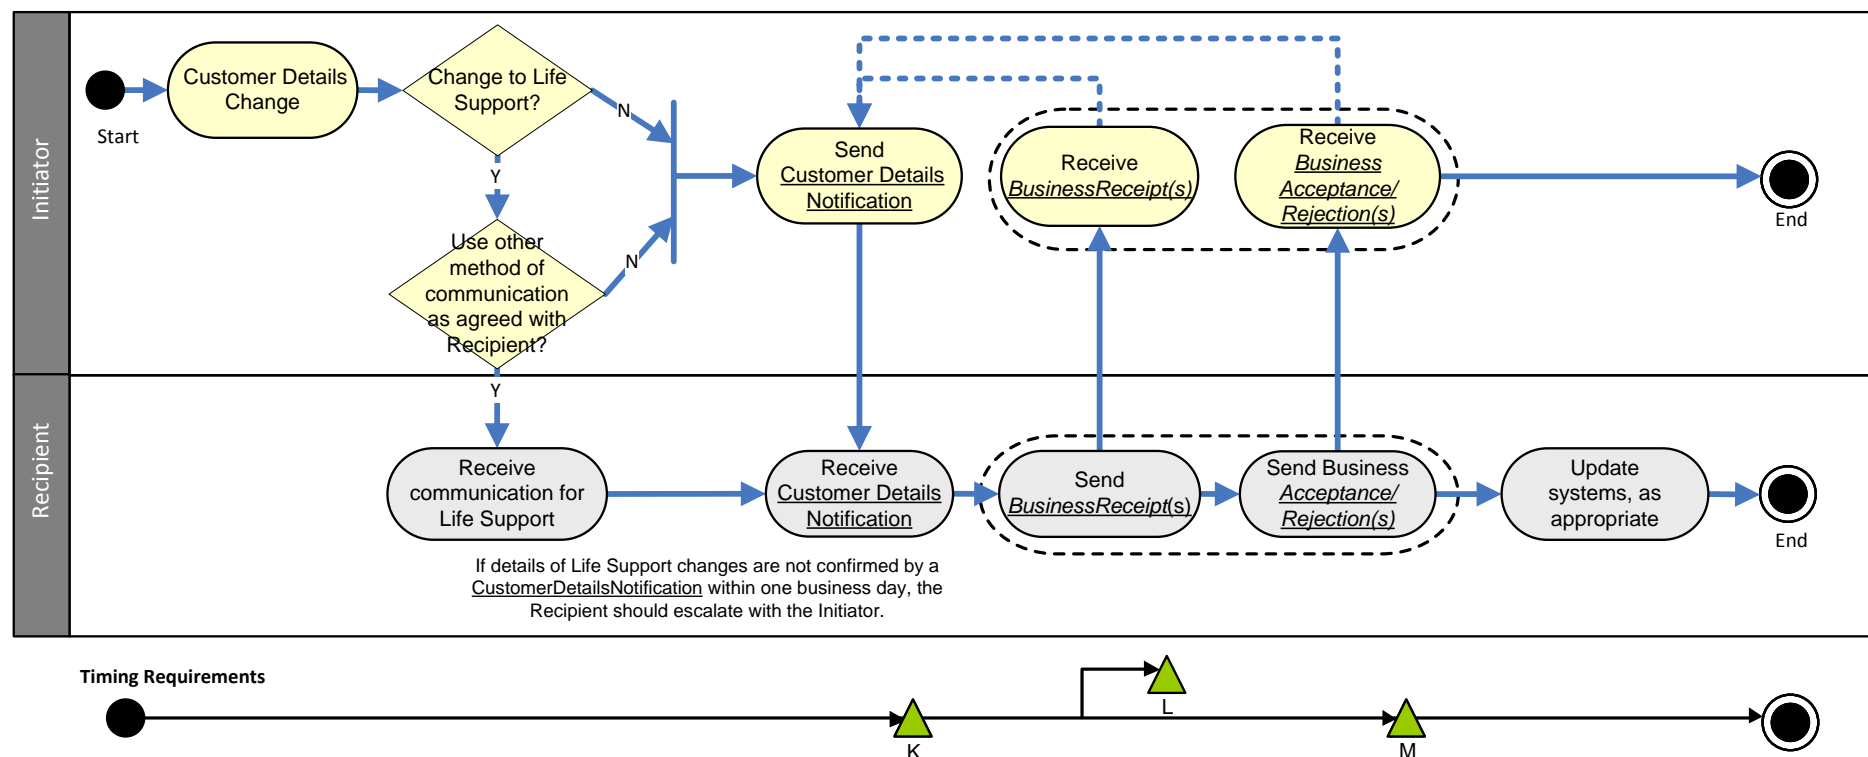 Initiator
Start
Customer Details
Change
Change to Life
Support?
N
Y
Use other
method of
communication
as agreed with
Recipient?
N
Y
Send
Customer Details
Notification
Receive
BusinessReceipt(s)
Receive
Business
Acceptance/
Rejection(s)
End
Recipient
Receive
communication for
Life Support
Receive
Customer Details
Notification
Send
BusinessReceipt(s)
Send Business
Acceptance/
Rejection(s)
Update
systems, as
appropriate
End
If details of Life Support changes are not confirmed by a
CustomerDetailsNotification within one business day, the
Recipient should escalate with the Initiator.
Timing Requirements
K
L
M